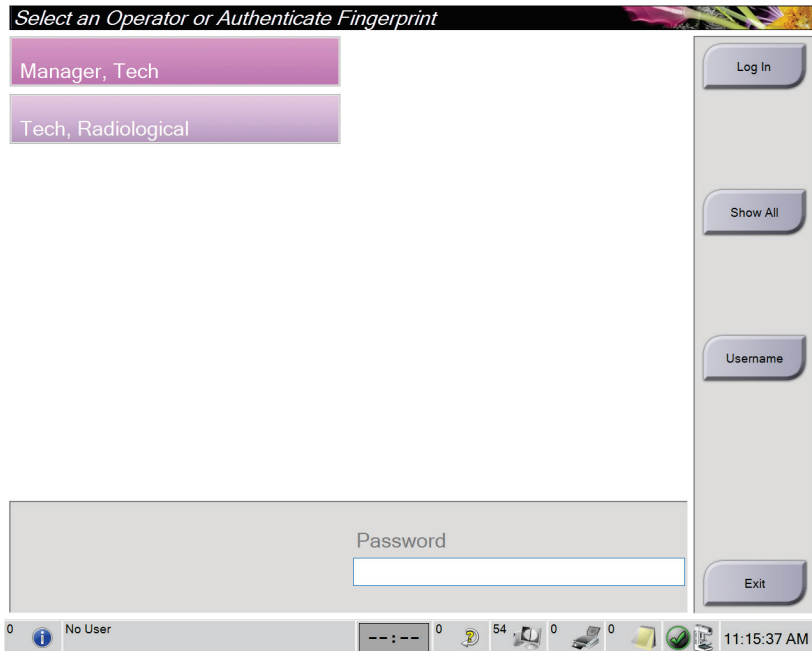 Select an Operator or Authenticate Fingerprint
Manager, Tech
Tech, Radiological
Log In
Show All
Username
Password
Exit
0 No User --:-- 0 54 0 0 11:15:37 AM